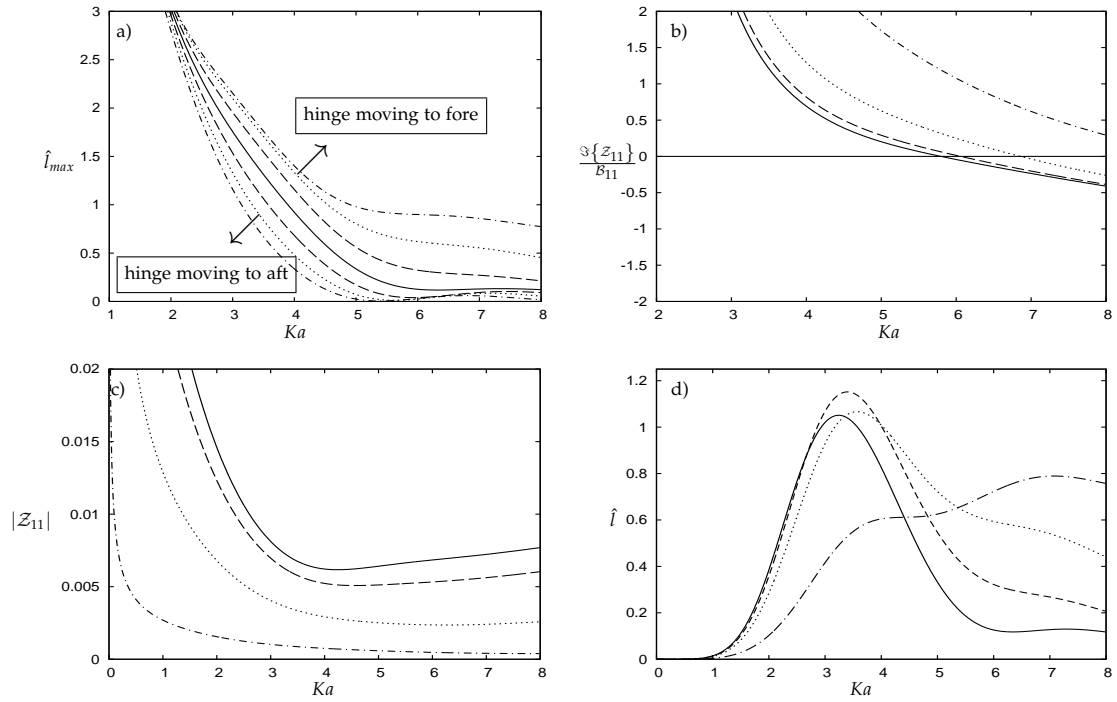 3
2.5
2
1.5
1
0.5
0
a)
hinge moving to fore
hinge moving to aft
l̂max
1 2 3 4 5 6 7 8
Ka
2
1.5
1
0.5
0
-0.5
-1
-1.5
-2
b)
ℑ{Z11}
B11
2 3 4 5 6 7 8
Ka
0.02
0.015
0.01
0.005
0
c)
|Z11|
0 1 2 3 4 5 6 7 8
Ka
1.2
1
0.8
0.6
0.4
0.2
0
d)
l̂
0 1 2 3 4 5 6 7 8
Ka